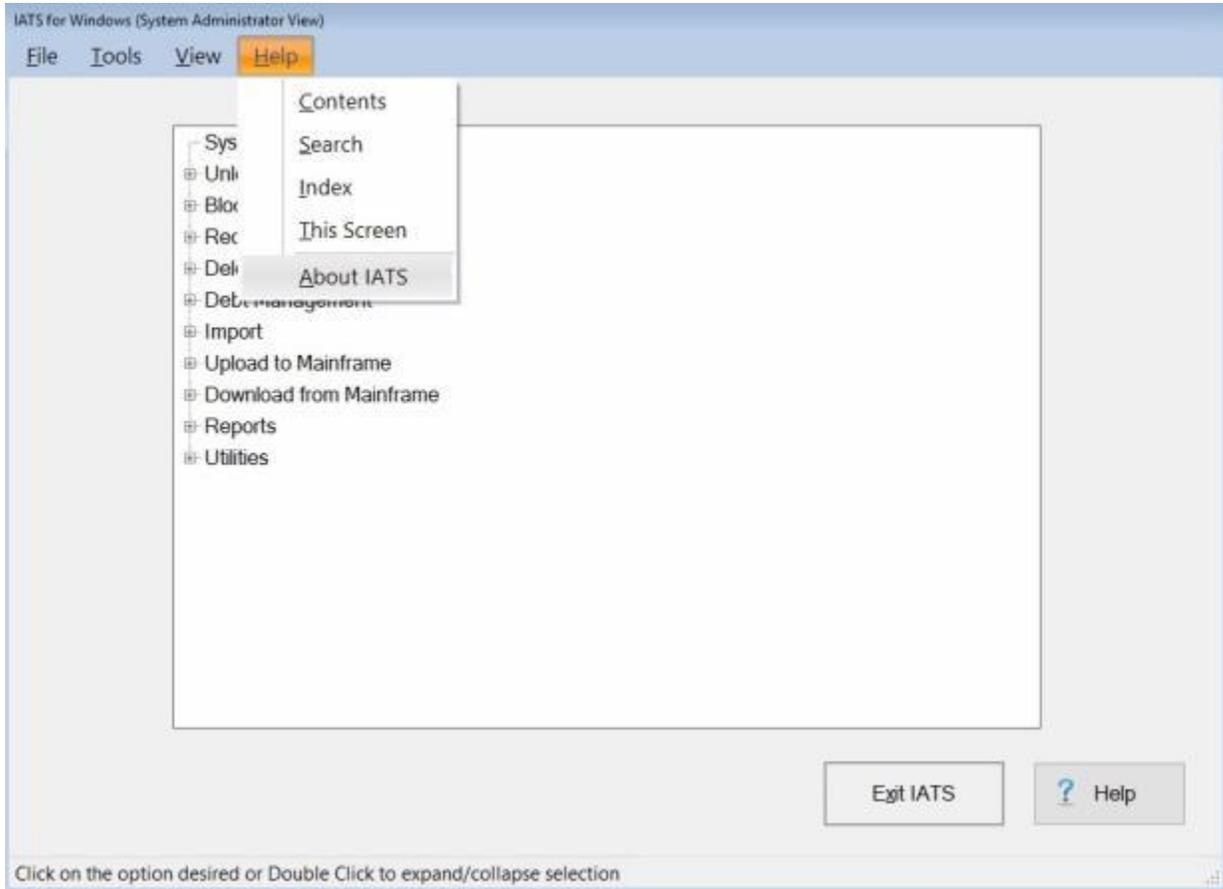 IATS for Windows (System Administrator View)
File Tools View Help
Contents
Search
Index
This Screen
About IATS
Import
Upload to Mainframe
Download from Mainframe
Reports
Utilities
Exit IATS
Help
Click on the option desired or Double Click to expand/collapse selection